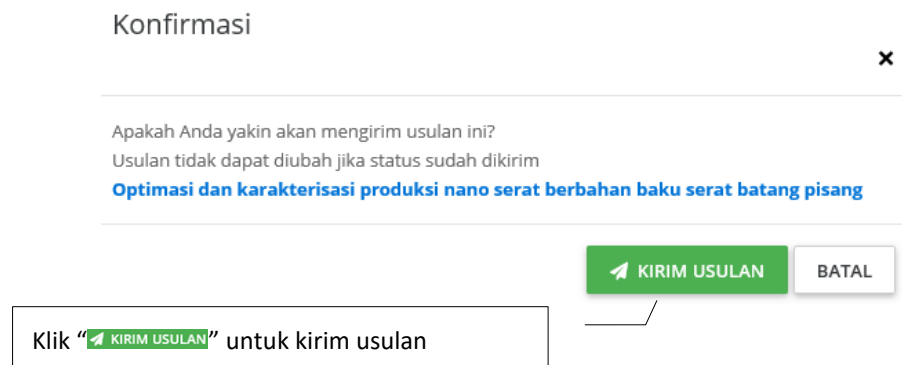 Konfirmasi
×
Apakah Anda yakin akan mengirim usulan ini?
Usulan tidak dapat diubah jika status sudah dikirim
Optimasi dan karakterisasi produksi nano serat berbahan baku serat batang pisang
KIRIM USULAN BATAL
Klik “KIRIM USULAN” untuk kirim usulan